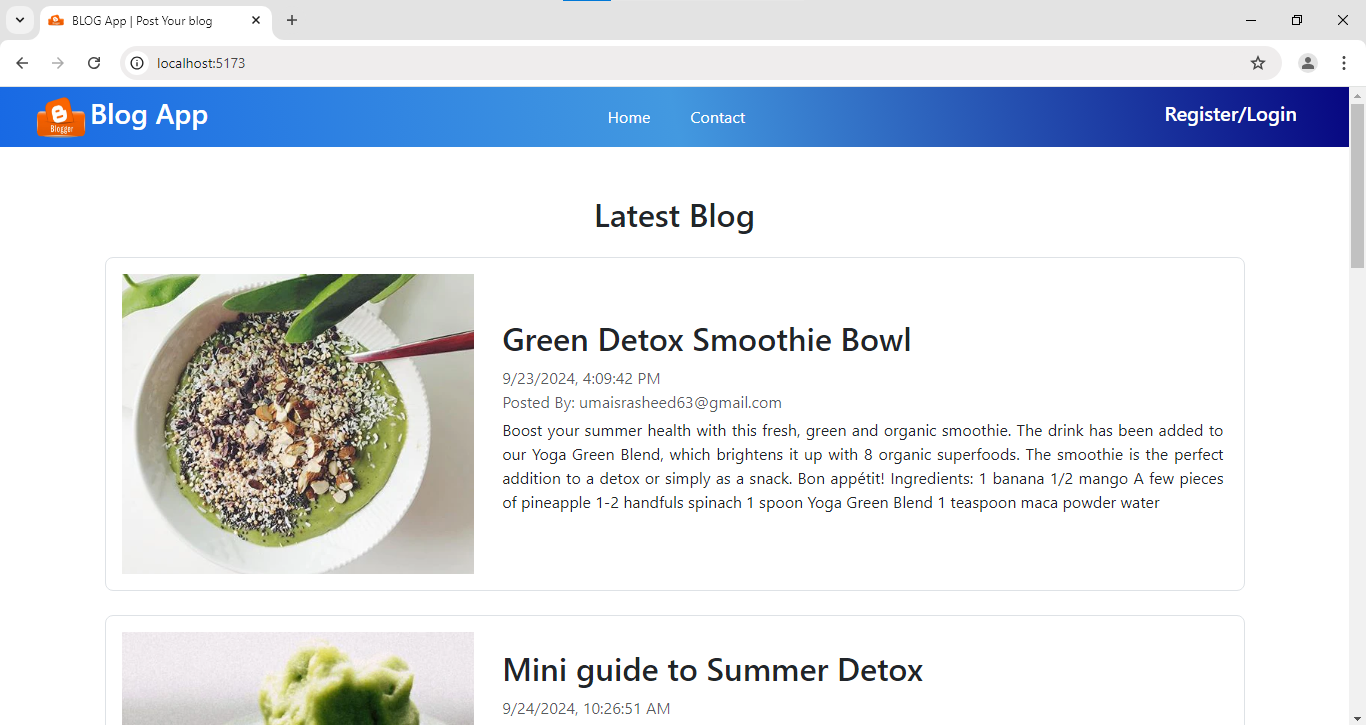 BLOG App | Post Your blog
localhost:5173
Blogger
Blog App
Home
Contact
Register/Login
Latest Blog
Green Detox Smoothie Bowl
9/23/2024, 4:09:42 PM
Posted By: umaisrasheed63@gmail.com
Boost your summer health with this fresh, green and organic smoothie. The drink has been added to
our Yoga Green Blend, which brightens it up with 8 organic superfoods. The smoothie is the perfect
addition to a detox or simply as a snack. Bon appétit! Ingredients: 1 banana 1/2 mango A few pieces
of pineapple 1-2 handfuls spinach 1 spoon Yoga Green Blend 1 teaspoon maca powder water
Mini guide to Summer Detox
9/24/2024, 10:26:51 AM